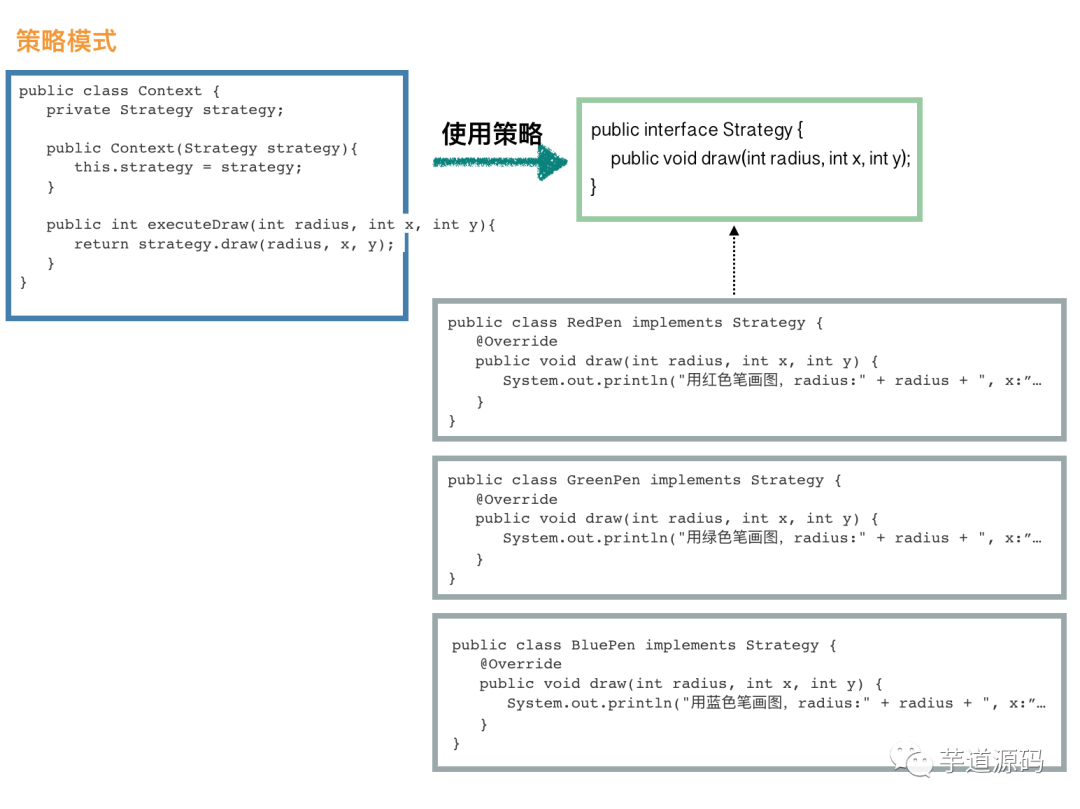 策略模式
public class Context {
private Strategy strategy;
public Context(Strategy strategy){
this.strategy = strategy;
}
public int executeDraw(int radius, int x, int y){
return strategy.draw(radius, x, y);
}
}
使用策略
public interface Strategy {
public void draw(int radius, int x, int y);
}
public class RedPen implements Strategy {
@Override
public void draw(int radius, int x, int y) {
System.out.println("用红色笔画图，radius:" + radius + ", x:”…
}
}
public class GreenPen implements Strategy {
@Override
public void draw(int radius, int x, int y) {
System.out.println("用绿色笔画图，radius:" + radius + ", x:”…
}
}
public class BluePen implements Strategy {
@Override
public void draw(int radius, int x, int y) {
System.out.println("用蓝色笔画图，radius:" + radius + ", x:”…
}
}
芋道源码